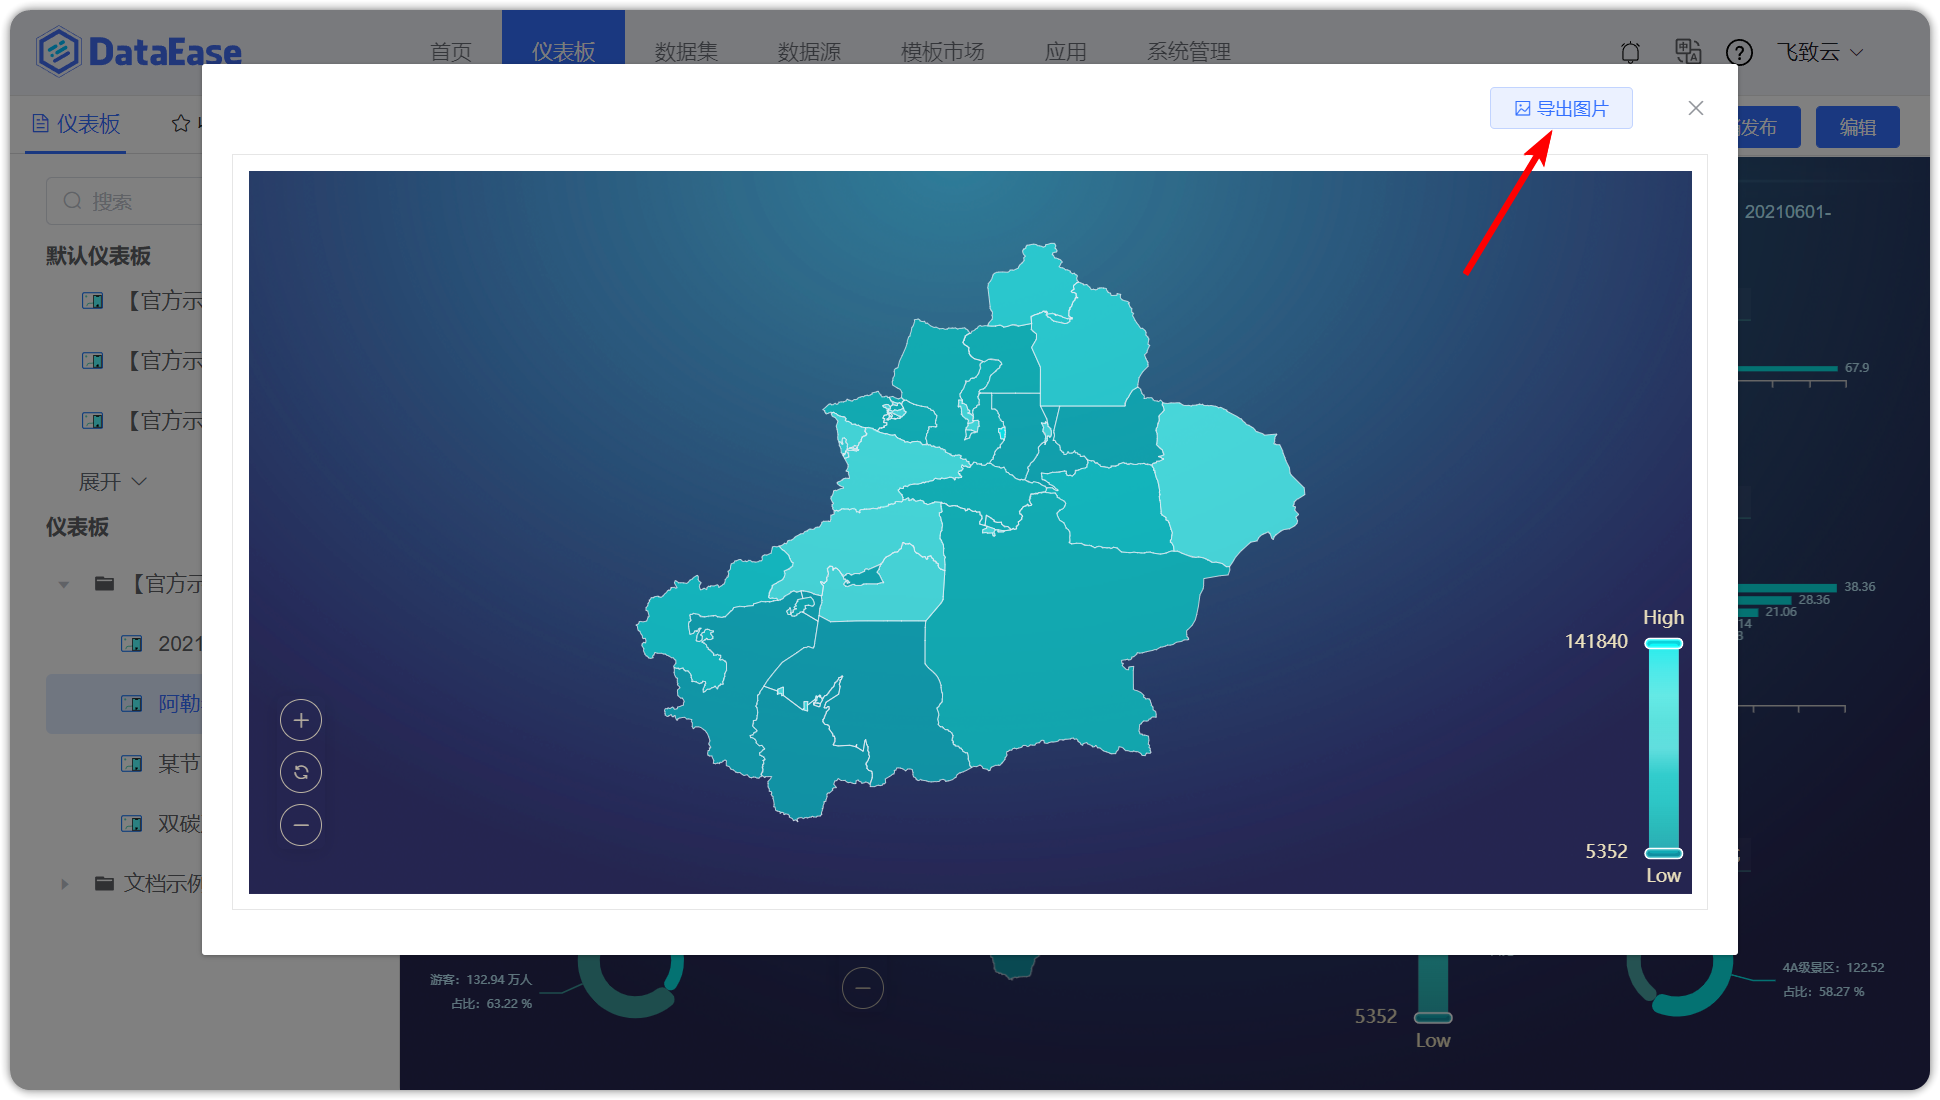 DataEase
首页 仪表板 数据集 数据源 模板市场 应用 系统管理
飞致云
仪表板
导出图片
发布 编辑
搜索
20210601-
默认仪表板
【官方示
【官方示
【官方示
67.9
展开
仪表板
【官方示
38.36
28.36
21.06
14
2021
High
141840
阿勒
某节
双碳
5352
Low
文档示例
游客：132.94 万人
占比：63.22 %
4A级景区：122.52
占比：58.27 %
5352
Low